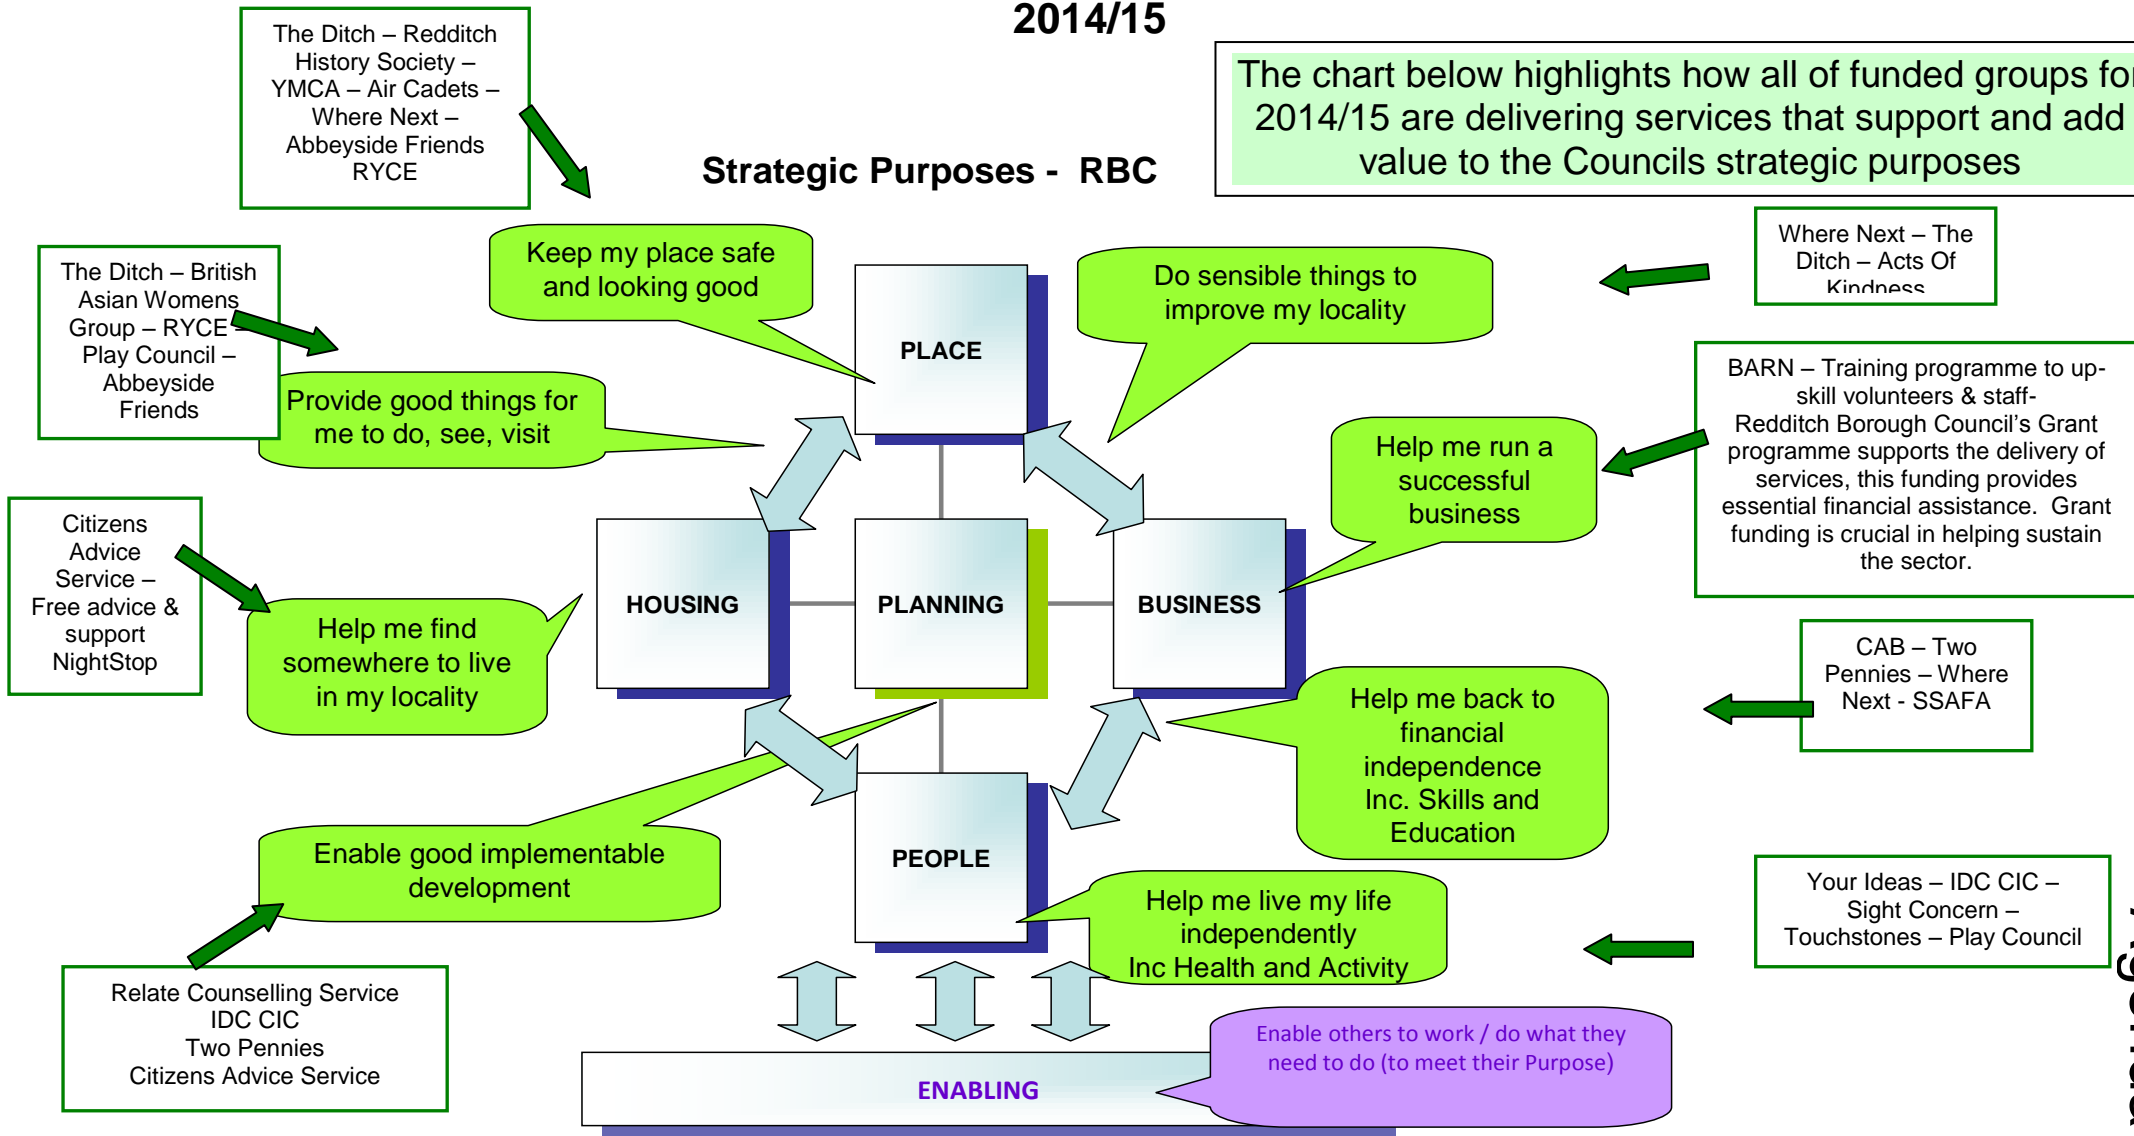 2014/15
The Ditch – Redditch
History Society –
YMCA – Air Cadets –
Where Next –
Abbeyside Friends
RYCE
The chart below highlights how all of funded groups for
2014/15 are delivering services that support and add
value to the Councils strategic purposes
Strategic Purposes -  RBC
Keep my place safe
and looking good
Do sensible things to
improve my locality
Where Next – The
Ditch – Acts Of
Kindness
The Ditch – British
Asian Womens
Group – RYCE –
Play Council –
Abbeyside
Friends
PLACE
BARN – Training programme to up-
skill volunteers & staff-
Redditch Borough Council's Grant
programme supports the delivery of
services, this funding provides
essential financial assistance.  Grant
funding is crucial in helping sustain
the sector.
Provide good things for
me to do, see, visit
Help me run a
successful
business
Citizens
Advice
Service –
Free advice &
support
NightStop
HOUSING
PLANNING
BUSINESS
Help me find
somewhere to live
in my locality
CAB – Two
Pennies – Where
Next - SSAFA
Help me back to
financial
independence
Inc. Skills and
Education
Enable good implementable
development
PEOPLE
Help me live my life
independently
Inc Health and Activity
Your Ideas – IDC CIC –
Sight Concern –
Touchstones – Play Council
Relate Counselling Service
IDC CIC
Two Pennies
Citizens Advice Service
Enable others to work / do what they
need to do (to meet their Purpose)
ENABLING
Agenda